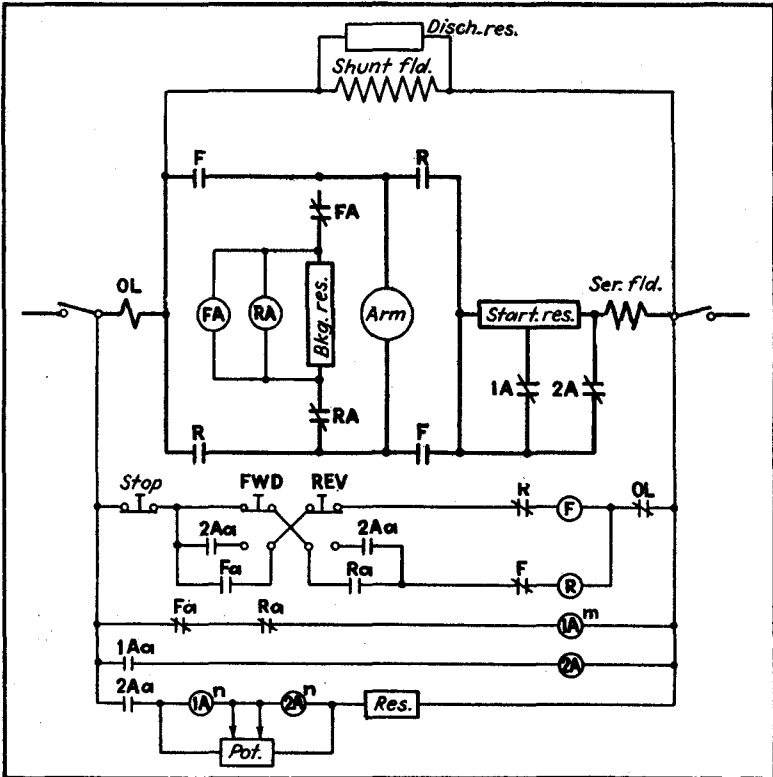 Disch. res.
Shunt fld.
F
R
FA
OL
Ser. fld.
FA
RA
Bkg. res.
Arm
Start. res.
1A
2A
RA
R
F
Stop
FWD
REV
R
F
OL
2Aa
2Aa
Fa
Ra
F
R
Fa
Ra
1A m
1Aa
2A
2Aa
1A n
2A n
Res.
Pot.